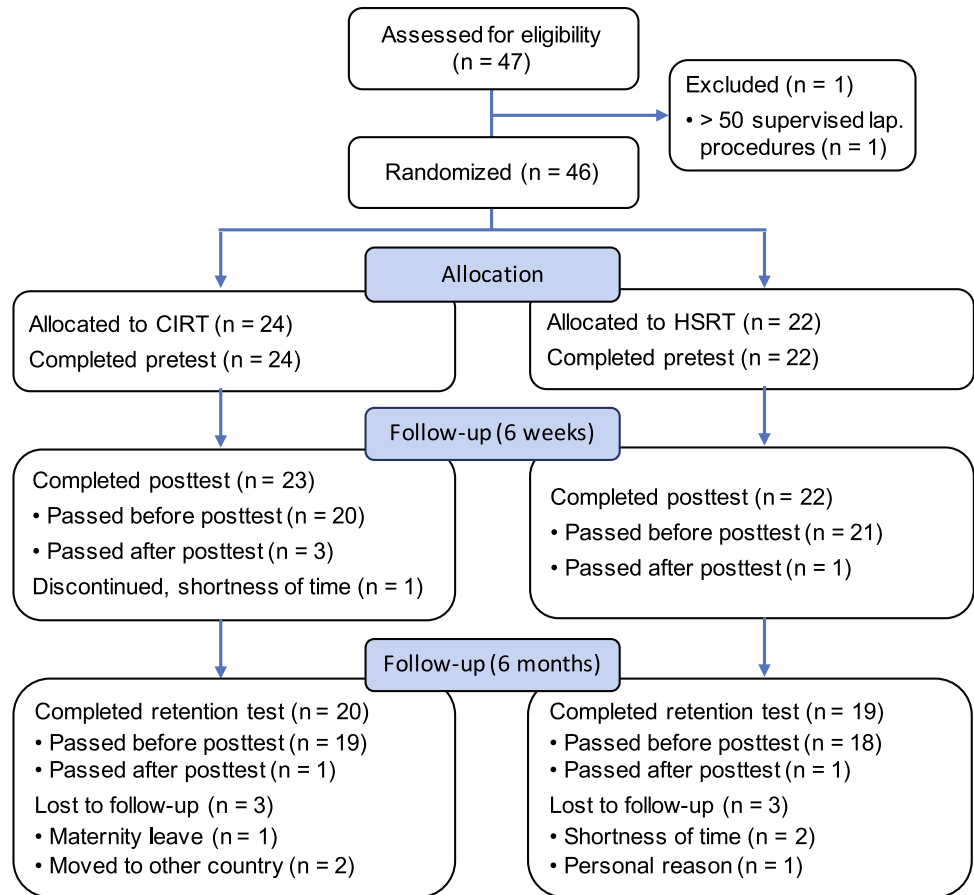 Assessed for eligibility
(n = 47)
Excluded (n = 1)
• > 50 supervised lap.
procedures (n = 1)
Randomized (n = 46)
Allocation
Allocated to CIRT (n = 24)
Completed pretest (n = 24)
Allocated to HSRT (n = 22)
Completed pretest (n = 22)
Follow-up (6 weeks)
Completed posttest (n = 23)
• Passed before posttest (n = 20)
• Passed after posttest (n = 3)
Discontinued, shortness of time (n = 1)
Completed posttest (n = 22)
• Passed before posttest (n = 21)
• Passed after posttest (n = 1)
Follow-up (6 months)
Completed retention test (n = 20)
• Passed before posttest (n = 19)
• Passed after posttest (n = 1)
Lost to follow-up (n = 3)
• Maternity leave (n = 1)
• Moved to other country (n = 2)
Completed retention test (n = 19)
• Passed before posttest (n = 18)
• Passed after posttest (n = 1)
Lost to follow-up (n = 3)
• Shortness of time (n = 2)
• Personal reason (n = 1)